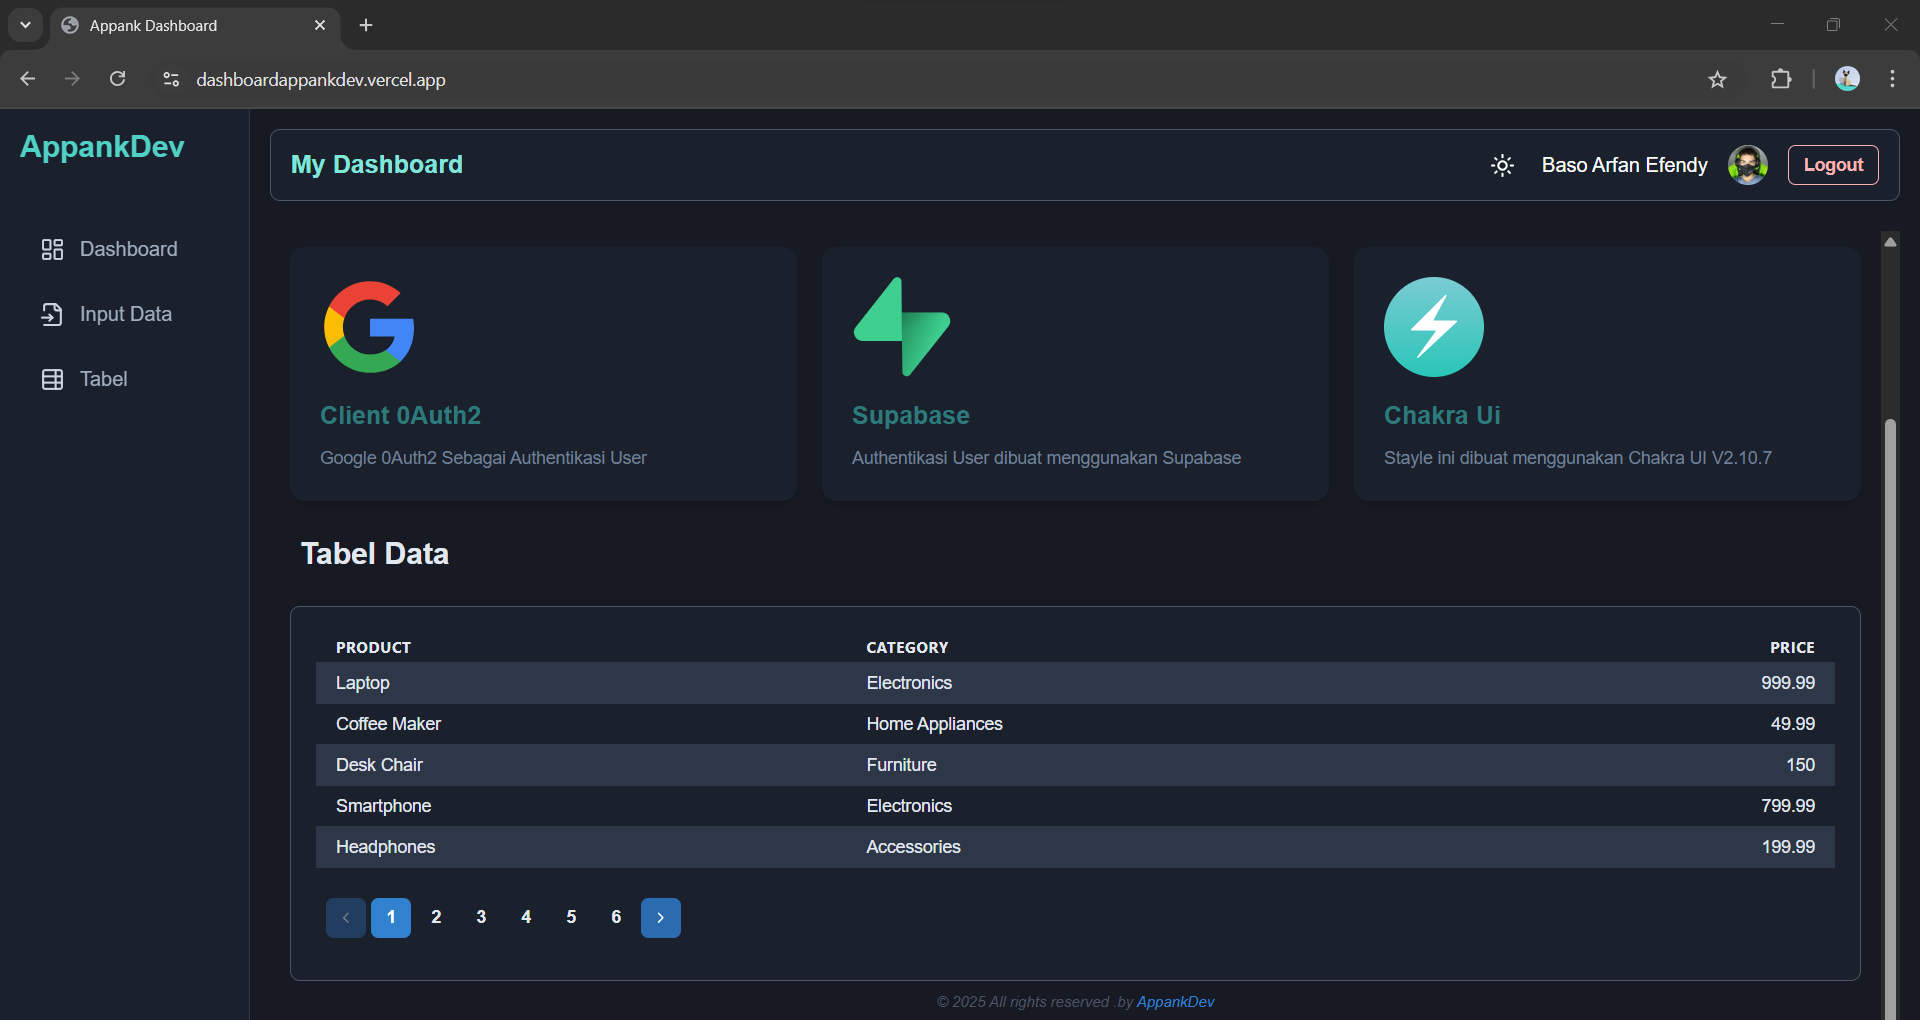 Appank Dashboard
dashboardappankdev.vercel.app
AppankDev
Dashboard
Input Data
Tabel
My Dashboard
Baso Arfan Efendy
Logout
Client 0Auth2
Google 0Auth2 Sebagai Authentikasi User
Supabase
Authentikasi User dibuat menggunakan Supabase
Chakra Ui
Stayle ini dibuat menggunakan Chakra UI V2.10.7
Tabel Data
PRODUCT CATEGORY PRICE
Laptop Electronics 999.99
Coffee Maker Home Appliances 49.99
Desk Chair Furniture 150
Smartphone Electronics 799.99
Headphones Accessories 199.99
1 2 3 4 5 6
© 2025 All rights reserved .by AppankDev